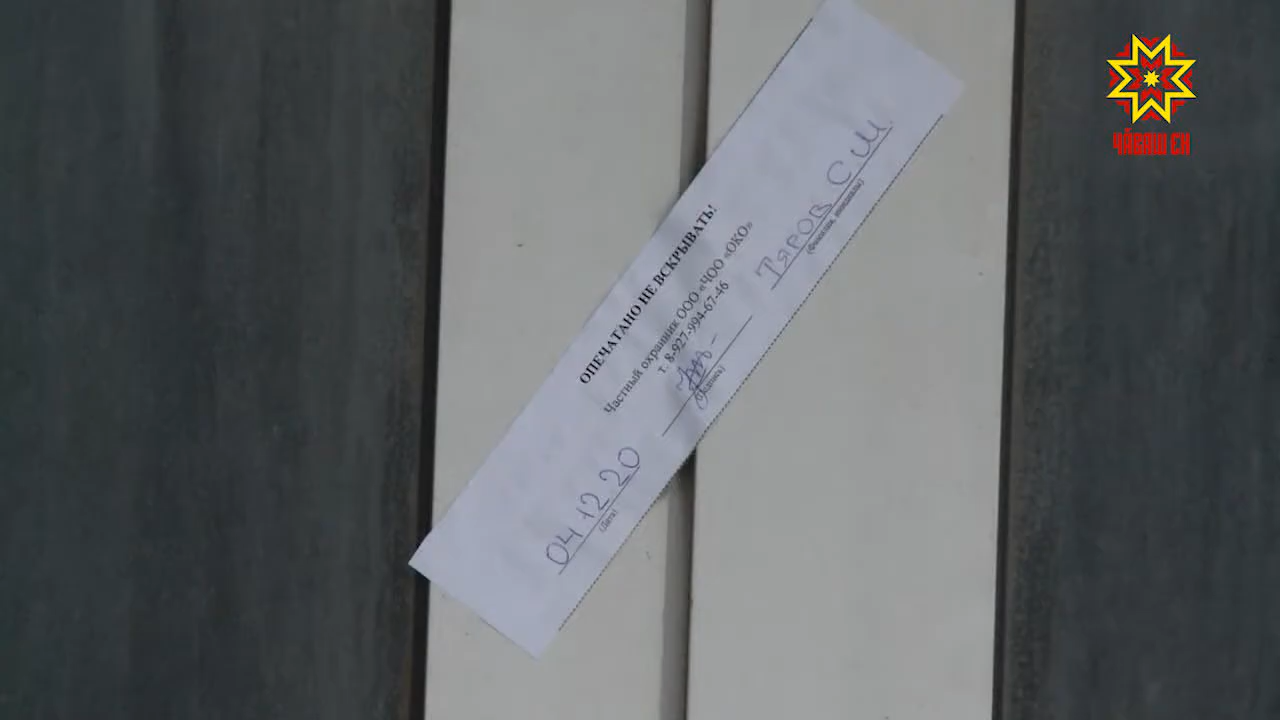 ЧӐВАШ ЕН
ОПЕЧАТАНО НЕ ВСКРЫВАТЬ!
Частный охранник ООО «ЧОО «ОКО»
т. 8-927-994-67-46
04 12 20
(Дата)
(Подпись)
ТЯРОВ С М
(Фамилия, инициалы)